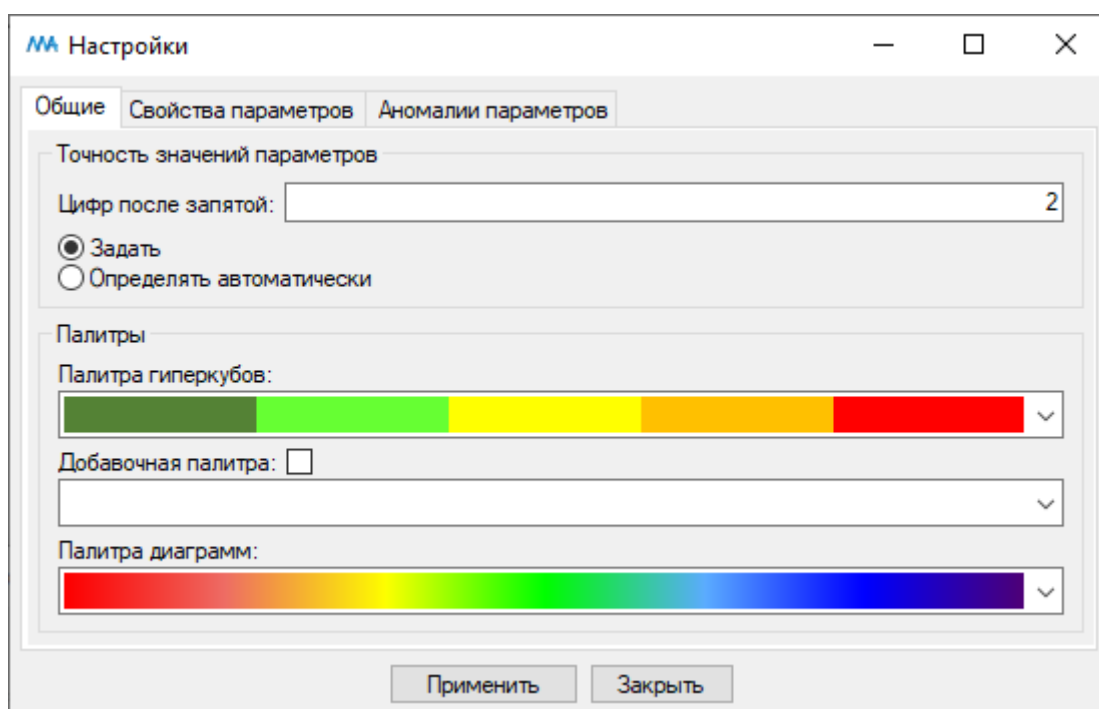 Настройки
Общие Свойства параметров Аномалии параметров
Точность значений параметров
Цифр после запятой: 2
Задать
Определять автоматически
Палитры
Палитра гиперкубов:
Добавочная палитра:
Палитра диаграмм:
Применить Закрыть